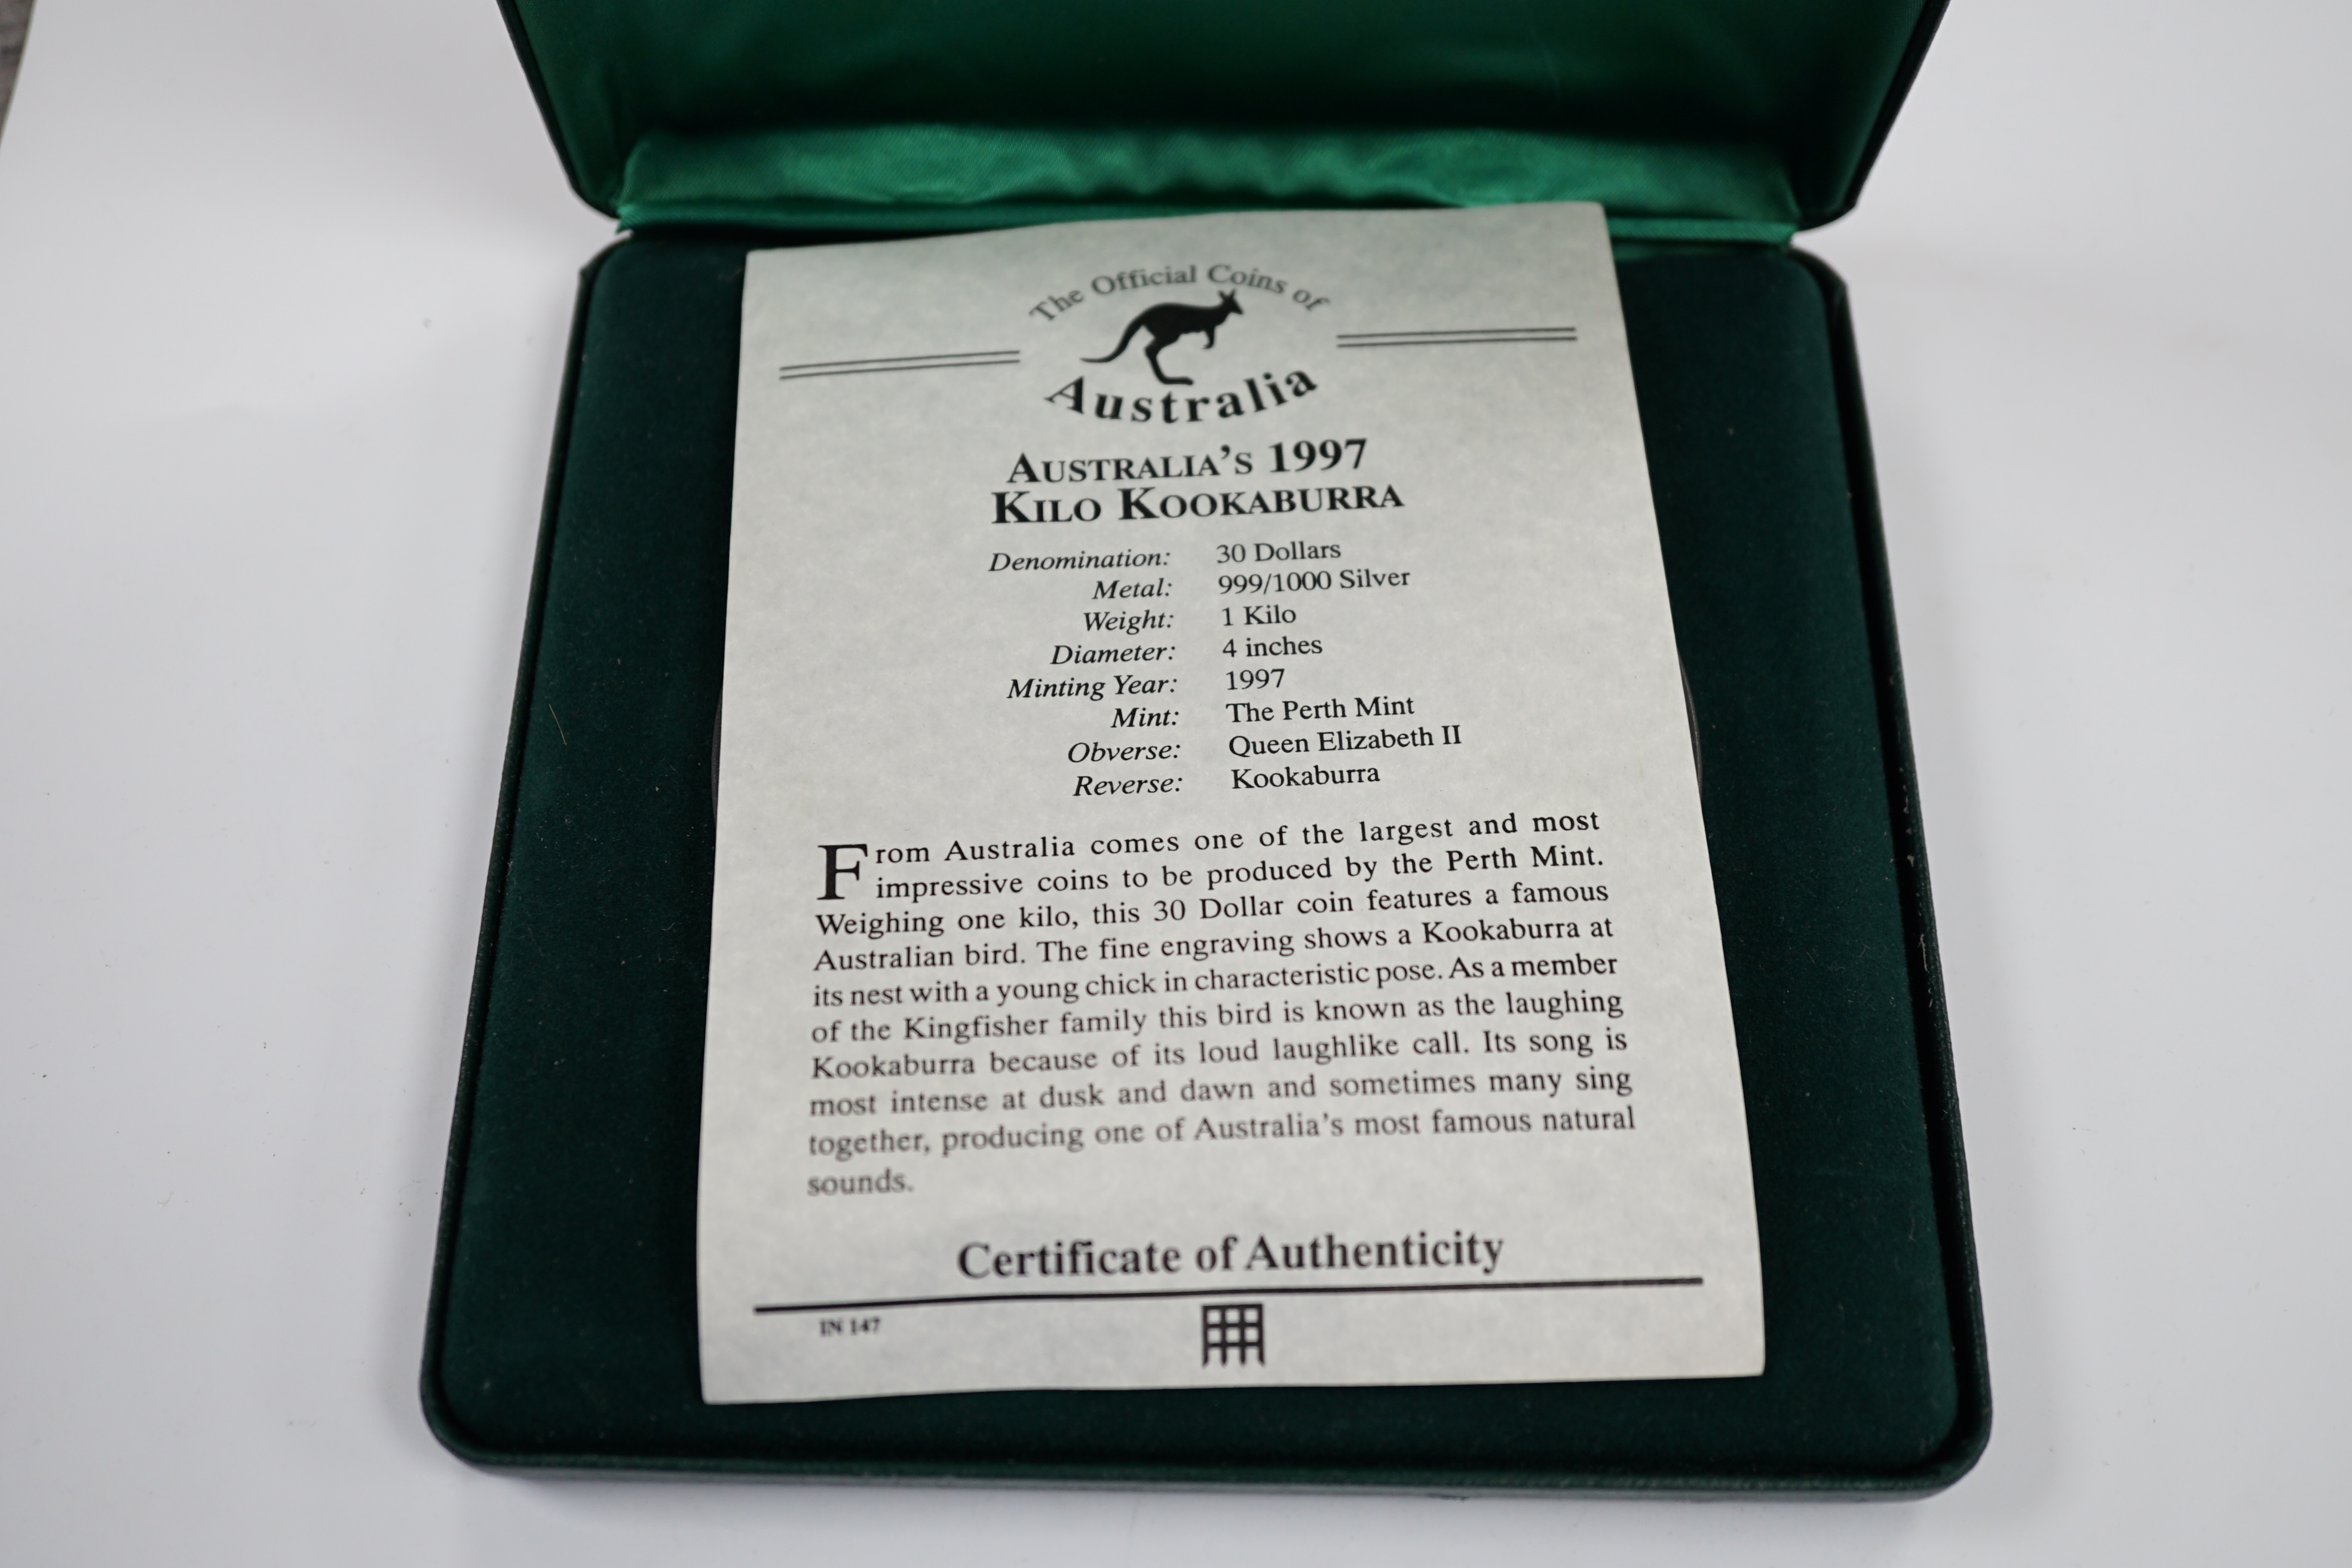 The Official Coins of
Australia
AUSTRALIA'S 1997
KILO KOOKABURRA
Denomination: 30 Dollars
Metal: 999/1000 Silver
Weight: 1 Kilo
Diameter: 4 inches
Minting Year: 1997
Mint: The Perth Mint
Obverse: Queen Elizabeth II
Reverse: Kookaburra
From Australia comes one of the largest and most
impressive coins to be produced by the Perth Mint.
Weighing one kilo, this 30 Dollar coin features a famous
Australian bird. The fine engraving shows a Kookaburra at
its nest with a young chick in characteristic pose. As a member
of the Kingfisher family this bird is known as the laughing
Kookaburra because of its loud laughlike call. Its song is
most intense at dusk and dawn and sometimes many sing
together, producing one of Australia's most famous natural
sounds.
Certificate of Authenticity
IN 147